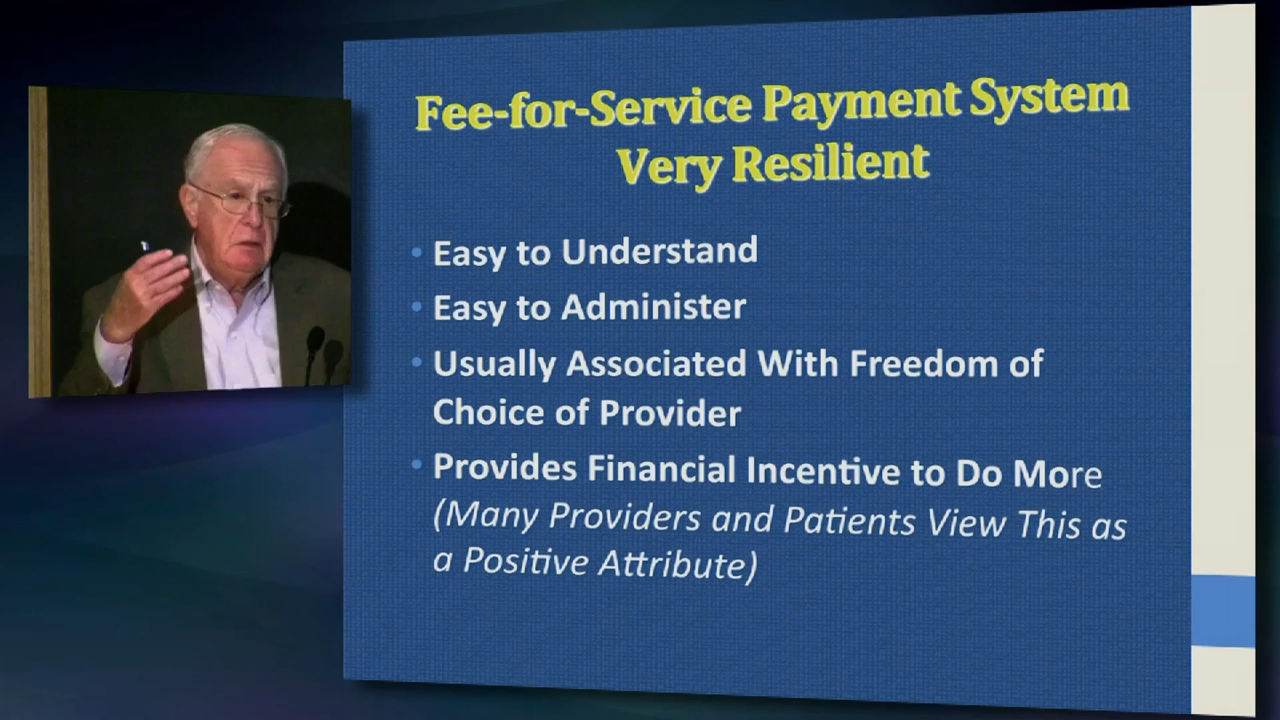 Fee-for-Service Payment System
Very Resilient
• Easy to Understand
• Easy to Administer
• Usually Associated With Freedom of
Choice of Provider
• Provides Financial Incentive to Do More
(Many Providers and Patients View This as
a Positive Attribute)